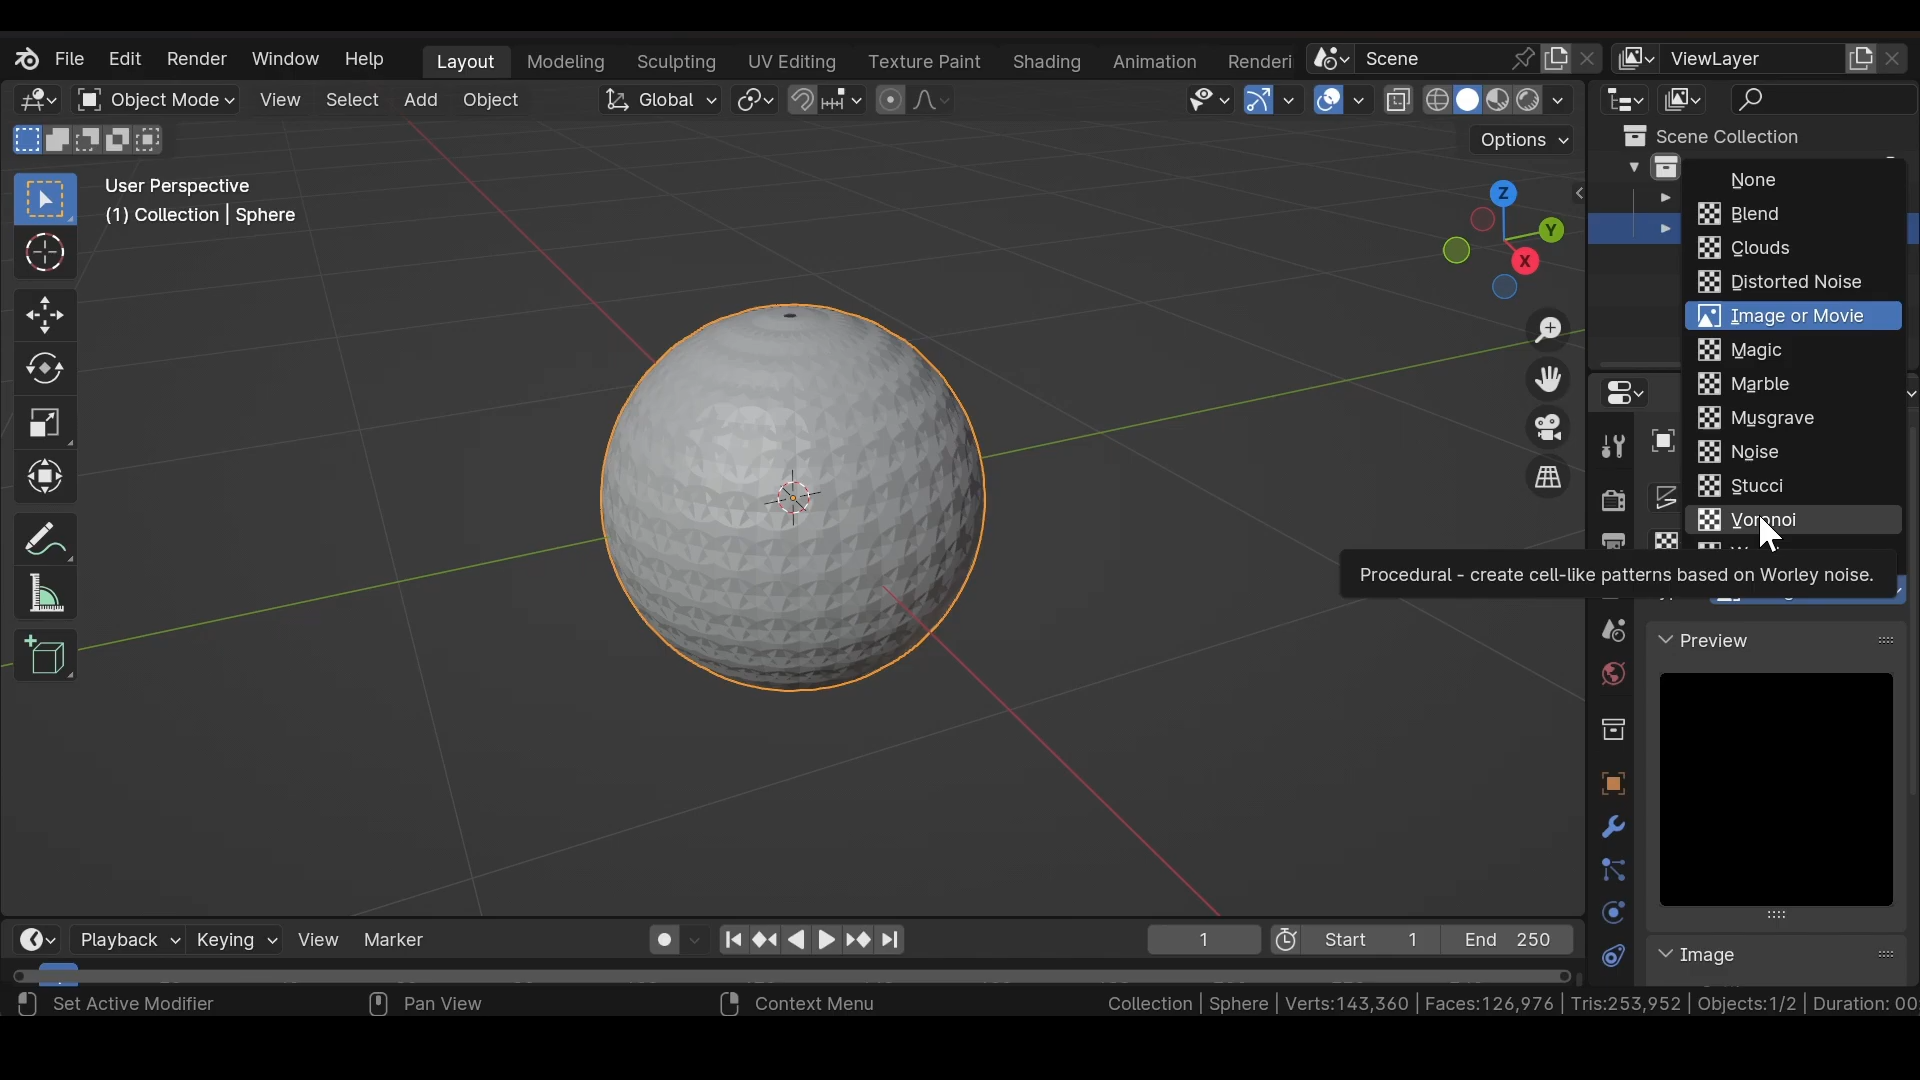 File Edit Render Window Help Layout Modeling Sculpting UV Editing Texture Paint Shading Animation Renderi Scene ViewLayer
Object Mode View Select Add Object Global
Options
User Perspective
(1) Collection | Sphere
Z
Y
X
Scene Collection
None
Blend
Clouds
Distorted Noise
Image or Movie
Magic
Marble
Musgrave
Noise
Stucci
Voronoi
Procedural - create cell-like patterns based on Worley noise.
Preview
Image
Playback Keying View Marker 1 Start 1 End 250
Set Active Modifier Pan View Context Menu Collection | Sphere | Verts:143,360 | Faces:126,976 | Tris:253,952 | Objects:1/2 | Duration: 00: